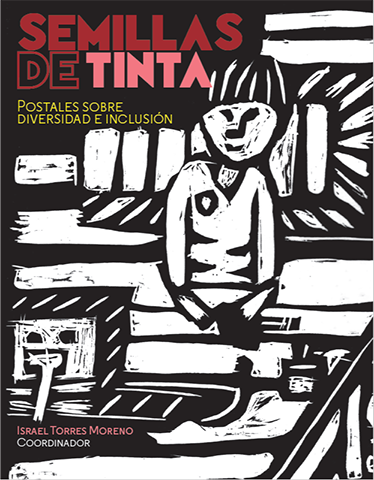 SEMILLAS
DE TINTA
POSTALES SOBRE
DIVERSIDAD E INCLUSIÓN
ISRAEL TORRES MORENO
COORDINADOR